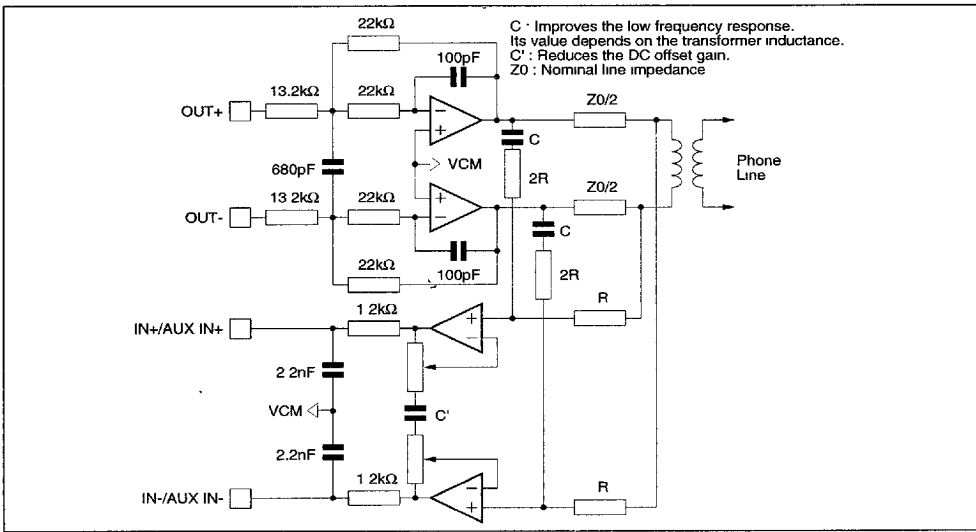 22kΩ
C · Improves the low frequency response.
Its value depends on the transformer inductance.
C' : Reduces the DC offset gain.
Z0 : Nominal line impedance
100pF
13.2kΩ
22kΩ
Z0/2
OUT+
−
+
C
Phone
Line
VCM
680pF
2R
13 2kΩ
22kΩ
Z0/2
OUT-
+
−
C
100pF
22kΩ
2R
R
1 2kΩ
IN+/AUX IN+
+
−
2 2nF
VCM
C'
2.2nF
1 2kΩ
−
+
R
IN-/AUX IN-